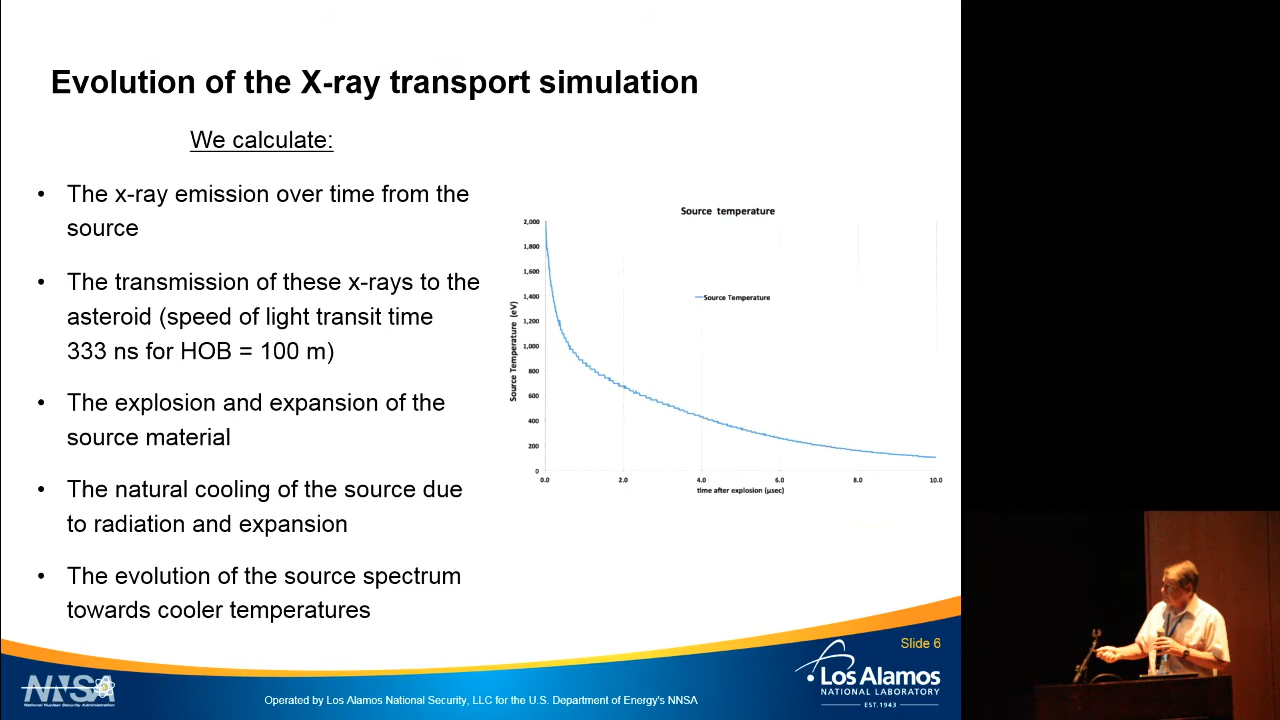 Evolution of the X-ray transport simulation
We calculate:
• The x-ray emission over time from the
source
• The transmission of these x-rays to the
asteroid (speed of light transit time
333 ns for HOB = 100 m)
• The explosion and expansion of the
source material
• The natural cooling of the source due
to radiation and expansion
• The evolution of the source spectrum
towards cooler temperatures
Source temperature
2,000
1,800
1,600
1,400
1,200
1,000
800
600
400
200
0
Source Temperature (eV)
Source Temperature
0.0 2.0 4.0 6.0 8.0 10.0
time after explosion (µsec)
Slide 6
NNSA
National Nuclear Security Administration
Operated by Los Alamos National Security, LLC for the U.S. Department of Energy's NNSA
Los Alamos
NATIONAL LABORATORY
EST.1943